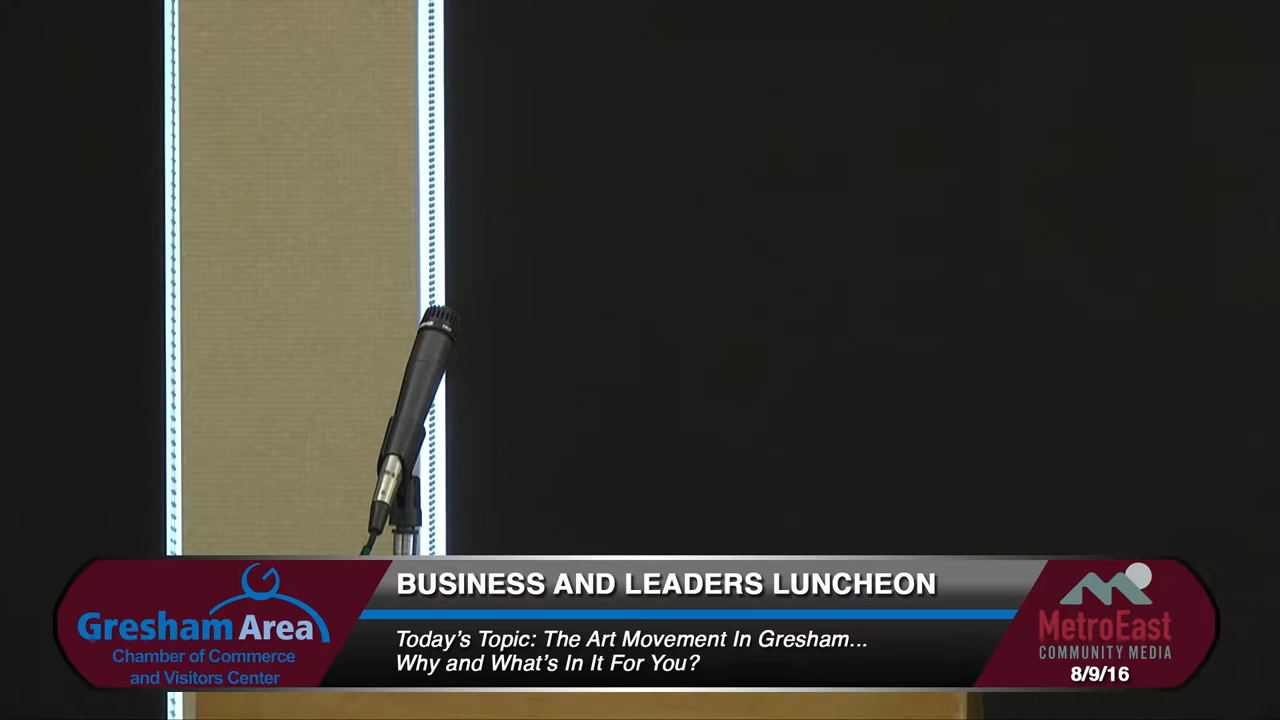 BUSINESS AND LEADERS LUNCHEON
Gresham Area
Chamber of Commerce
and Visitors Center
Today's Topic: The Art Movement In Gresham...
Why and What's In It For You?
MetroEast
COMMUNITY MEDIA
8/9/16